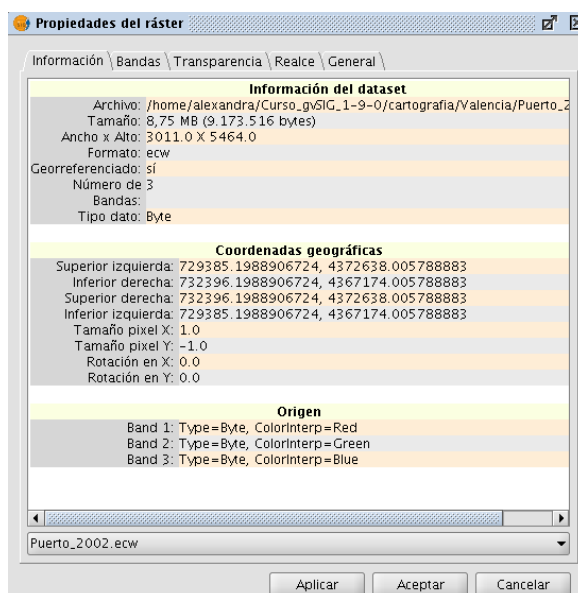 Propiedades del ráster
Información Bandas Transparencia Realce General
Información del dataset
Archivo: /home/alexandra/Curso_gvSIG_1-9-0/cartografia/Valencia/Puerto_2
Tamaño: 8,75 MB (9.173.516 bytes)
Ancho x Alto: 3011.0 X 5464.0
Formato: ecw
Georreferenciado: sí
Número de 3
Bandas:
Tipo dato: Byte
Coordenadas geográficas
Superior izquierda: 729385.1988906724, 4372638.005788883
Inferior derecha: 732396.1988906724, 4367174.005788883
Superior derecha: 732396.1988906724, 4372638.005788883
Inferior izquierda: 729385.1988906724, 4367174.005788883
Tamaño pixel X: 1.0
Tamaño pixel Y: -1.0
Rotación en X: 0.0
Rotación en Y: 0.0
Origen
Band 1: Type=Byte, ColorInterp=Red
Band 2: Type=Byte, ColorInterp=Green
Band 3: Type=Byte, ColorInterp=Blue
Puerto_2002.ecw
Aplicar Aceptar Cancelar